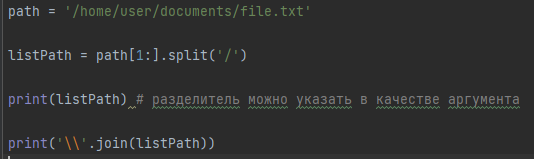 path = '/home/user/documents/file.txt'
listPath = path[1:].split('/')
print(listPath) # разделитель можно указать в качестве аргумента
print('\\'.join(listPath))